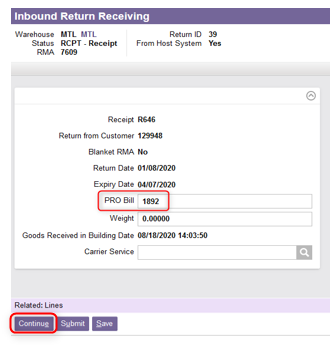 Inbound Return Receiving
Warehouse MTL MTL Return ID 39
Status RCPT - Receipt From Host System Yes
RMA 7609
Receipt R646
Return from Customer 129948
Blanket RMA No
Return Date 01/08/2020
Expiry Date 04/07/2020
PRO Bill 1892
Weight 0.00000
Goods Received in Building Date 08/18/2020 14:03:50
Carrier Service
Related: Lines
Continue Submit Save